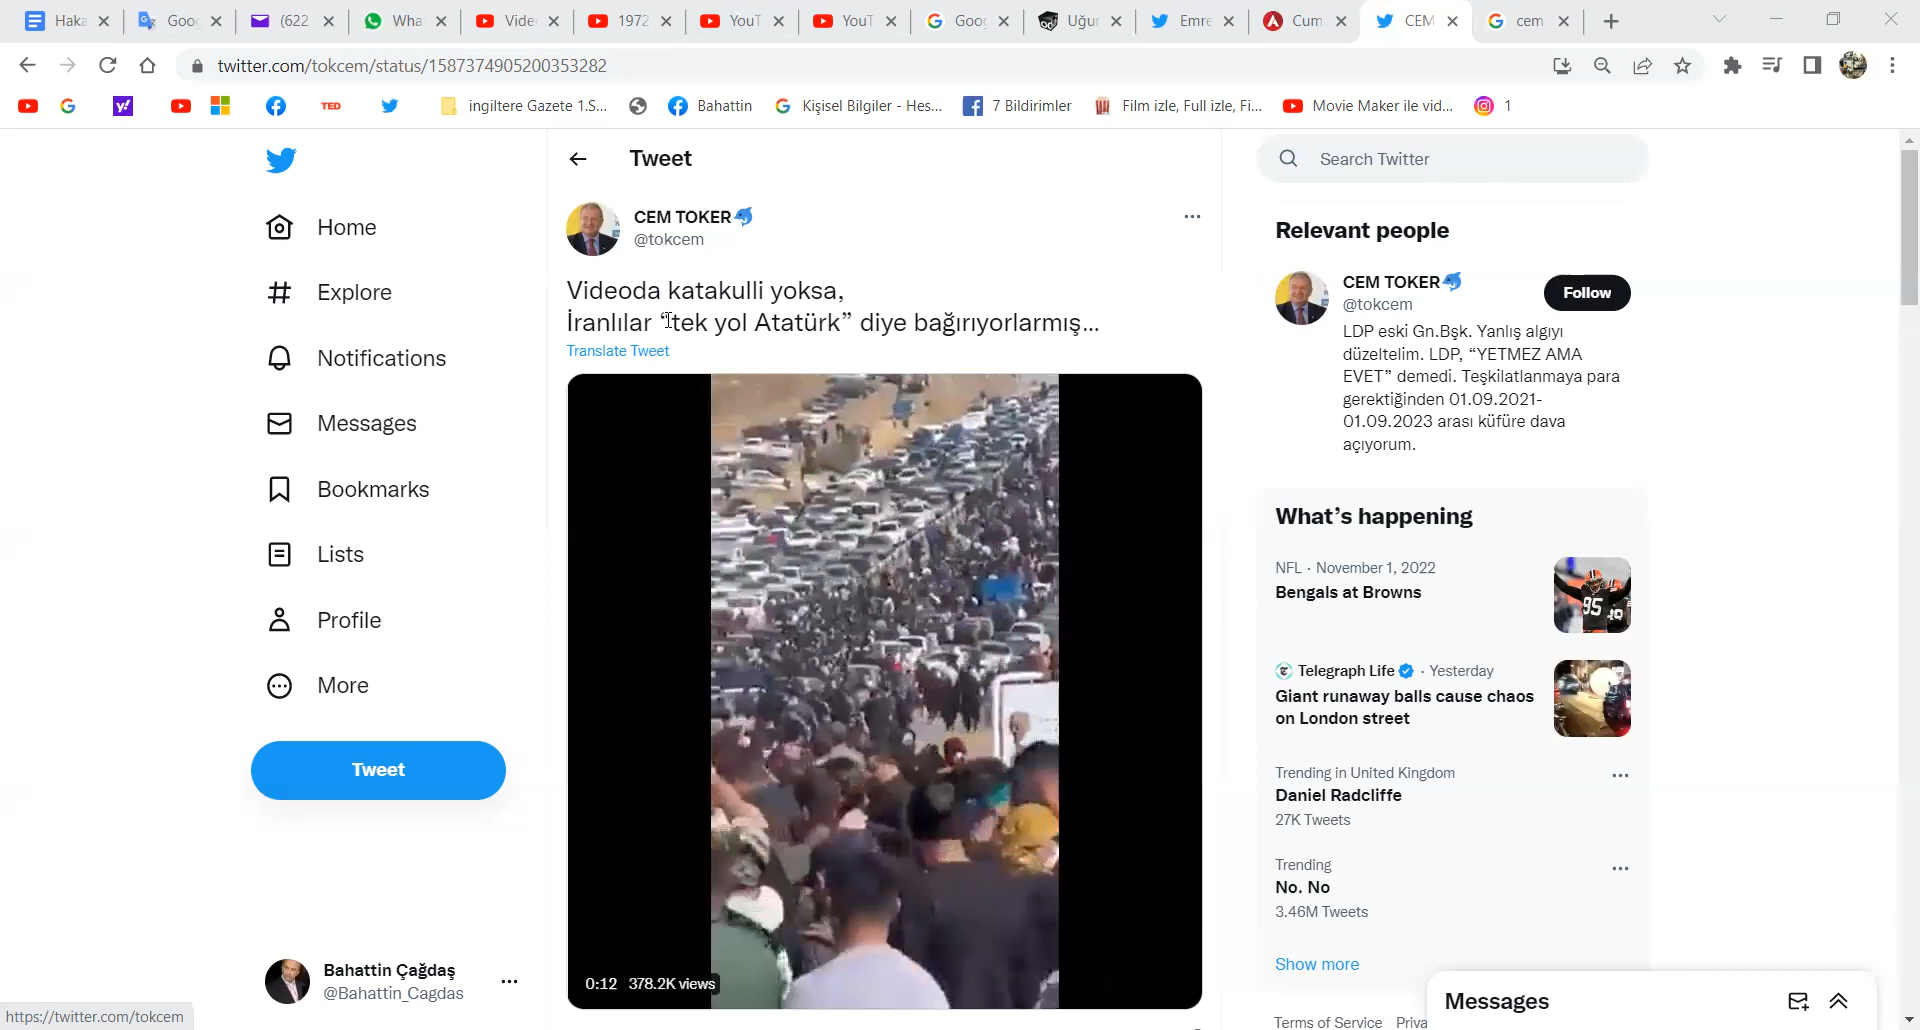 Haka
Goo
(622
Wha
Vide
1972
YouT
YouT
Goo
Uğur
Emre
Cum
CEM
cem
twitter.com/tokcem/status/1587374905200353282
TED
ingiltere Gazete 1.S...
Bahattin
Kişisel Bilgiler - Hes...
7 Bildirimler
Film izle, Full izle, Fi...
Movie Maker ile vid...
1
Home
Explore
Notifications
Messages
Bookmarks
Lists
Profile
More
Tweet
Bahattin Çağdaş
@Bahattin_Cagdas
https://twitter.com/tokcem
Tweet
CEM TOKER
@tokcem
Videoda katakulli yoksa,
İranlılar “tek yol Atatürk” diye bağırıyorlarmış...
Translate Tweet
0:12 378.2K views
Search Twitter
Relevant people
CEM TOKER
@tokcem
Follow
LDP eski Gn.Bşk. Yanlış algıyı
düzeltelim. LDP, “YETMEZ AMA
EVET” demedi. Teşkilatlanmaya para
gerektiğinden 01.09.2021-
01.09.2023 arası küfüre dava
açıyorum.
What’s happening
NFL · November 1, 2022
Bengals at Browns
95
Telegraph Life · Yesterday
Giant runaway balls cause chaos
on London street
Trending in United Kingdom
Daniel Radcliffe
27K Tweets
Trending
No. No
3.46M Tweets
Show more
Messages
Terms of Service Priva